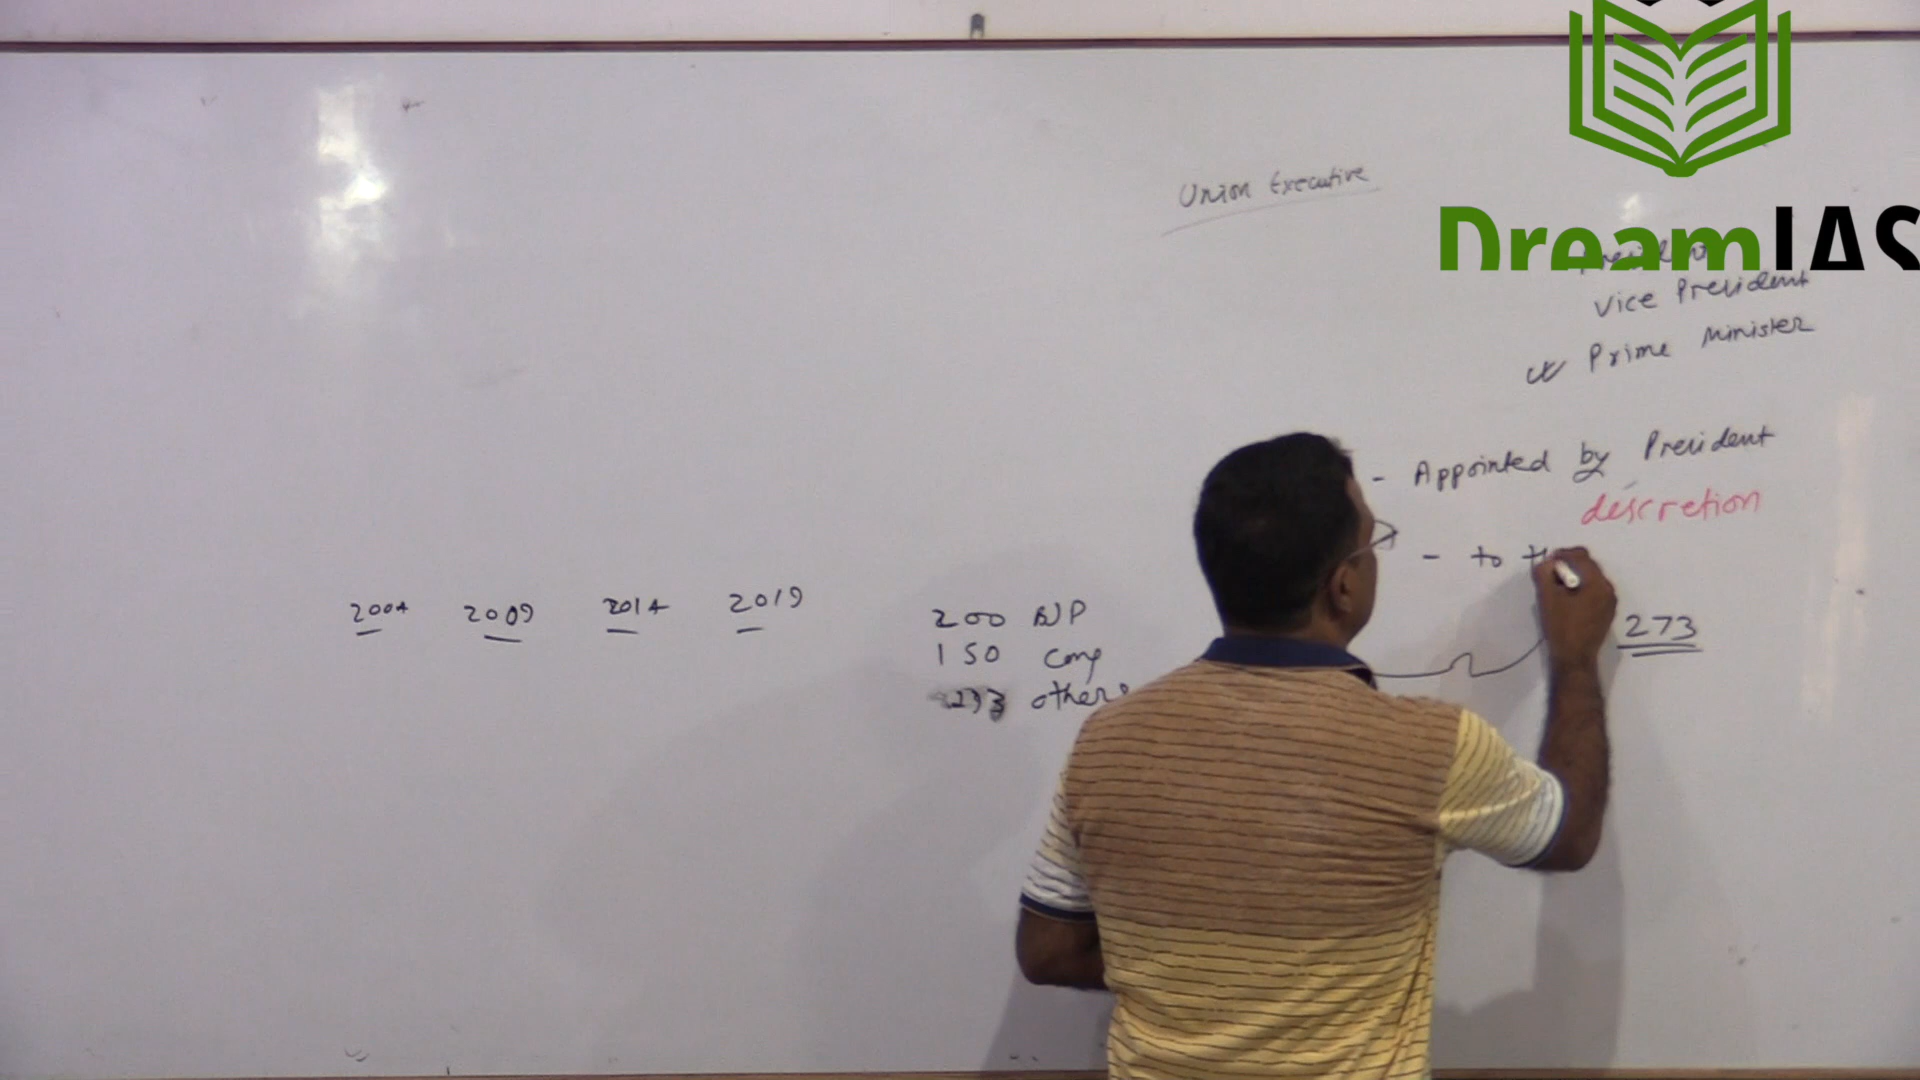 Union Executive
DreamIAS
Vice President
Prime Minister
- Appointed by President
descretion
- to th
2004 2009 2014 2019
200 BJP
150 cong
others
273